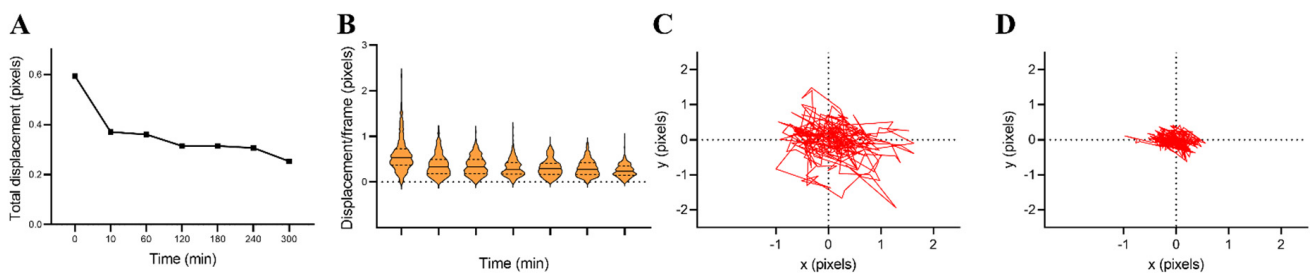 A
Total displacement (pixels)
0.6
0.4
0.2
0.0
0 10 60 120 180 240 300
Time (min)
B
Displacement/frame (pixels)
3
2
1
0
Time (min)
C
y (pixels)
2
1
0
-1
-2
-1 0 1 2
x (pixels)
D
y (pixels)
2
1
0
-1
-2
-1 0 1 2
x (pixels)